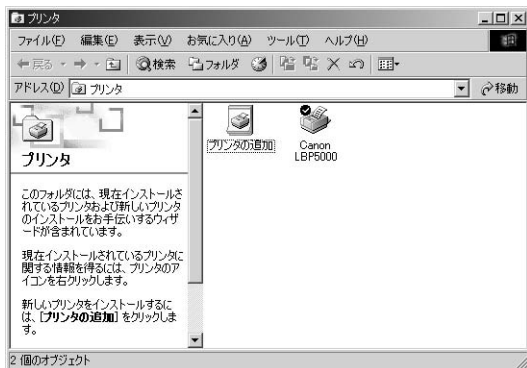 プリンタ
ファイル(F) 編集(E) 表示(V) お気に入り(A) ツール(T) ヘルプ(H)
戻る 検索 フォルダ
アドレス(D) プリンタ 移動
プリンタ
このフォルダには、現在インストールさ
れているプリンタおよび新しいプリンタ
のインストールをお手伝いするウィザ
ードが含まれています。
現在インストールされているプリンタに
関する情報を得るには、プリンタのア
イコンを右クリックします。
新しいプリンタをインストールするに
は、[プリンタの追加] をクリックしま
す。
プリンタの追加
Canon
LBP5000
2 個のオブジェクト